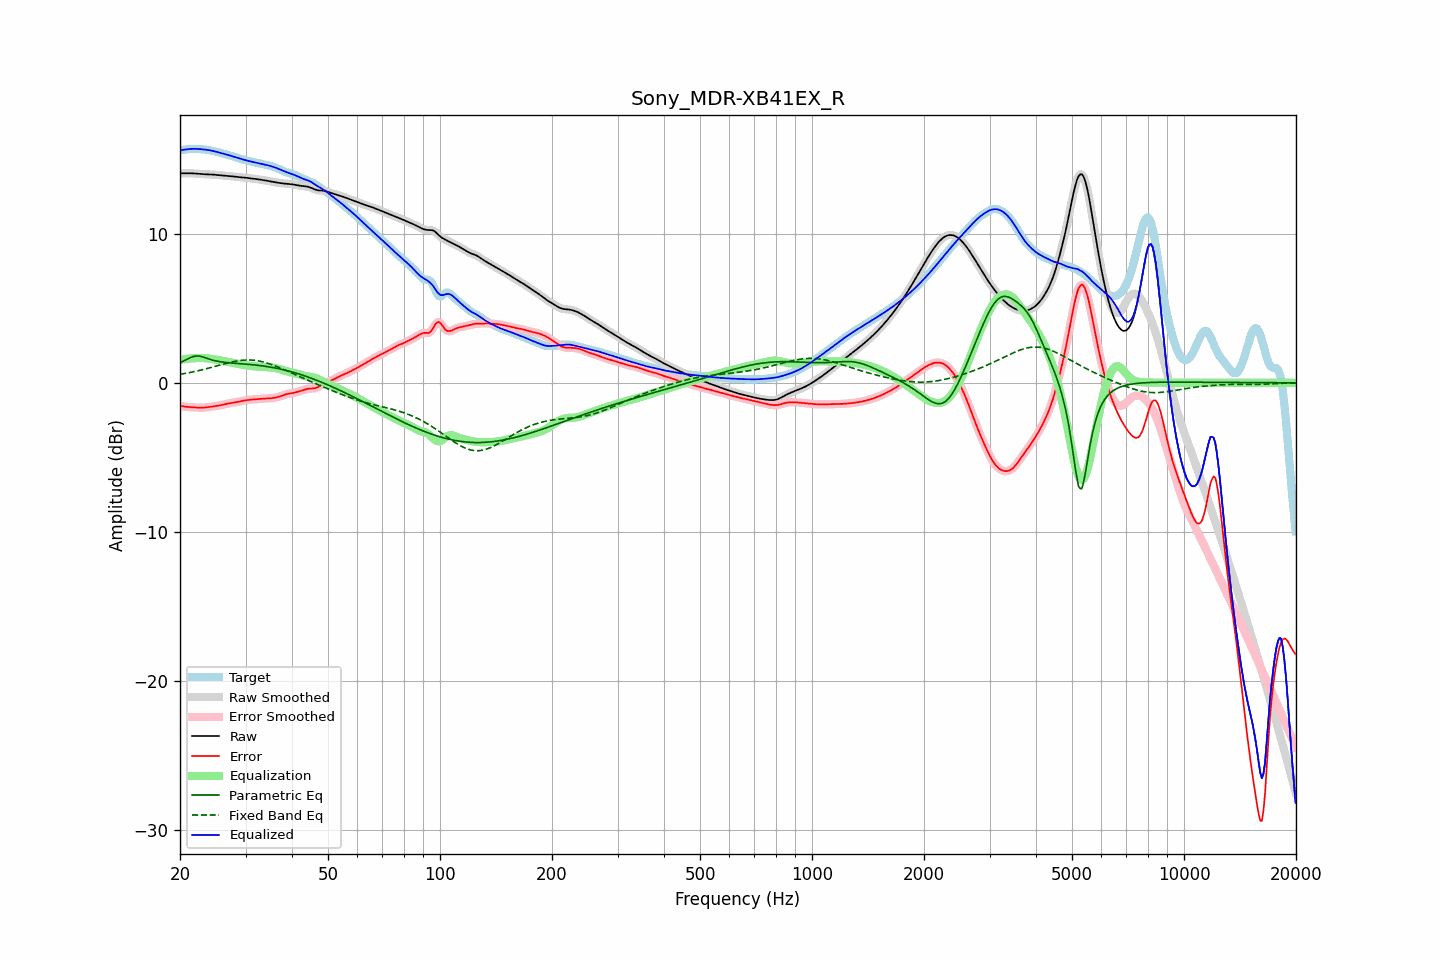 Sony_MDR-XB41EX_R
10
0
−10
−20
−30
Amplitude (dBr)
Target
Raw Smoothed
Error Smoothed
Raw
Error
Equalization
Parametric Eq
Fixed Band Eq
Equalized
20 50 100 200 500 1000 2000 5000 10000 20000
Frequency (Hz)